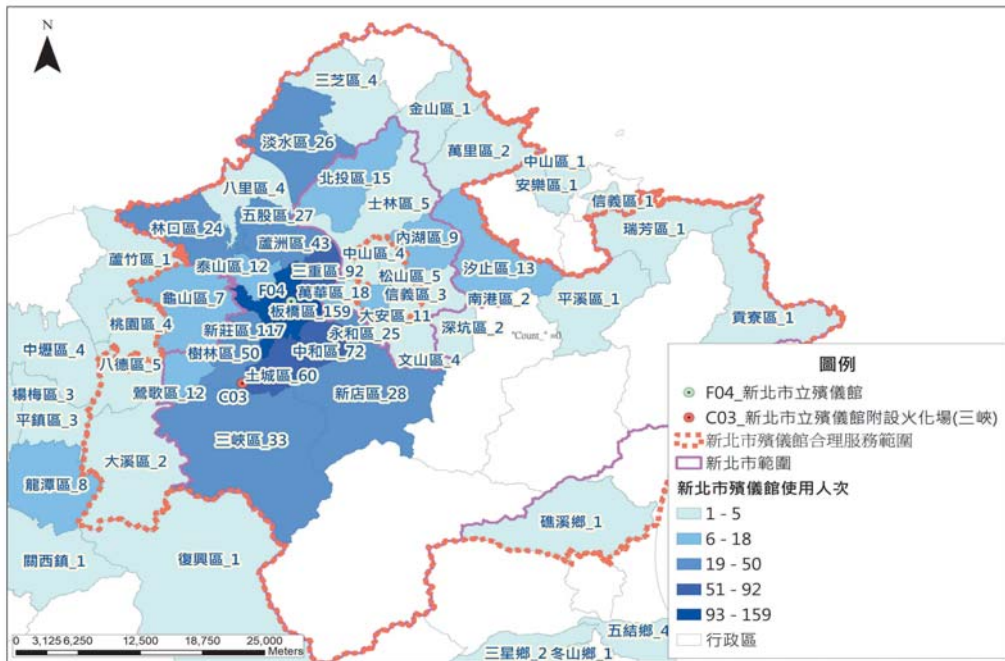 N
三芝區_4
金山區_1
淡水區_26
萬里區_2
中山區_1
北投區_15
安樂區_1
八里區_4
士林區_5
信義區_1
五股區_27
瑞芳區_1
林口區_24
蘆洲區_43
內湖區_9
中山區_4
蘆竹區_1
泰山區_12
三重區_92
松山區_5
汐止區_13
F04
萬華區_18
信義區_3
南港區_2
平溪區_1
龜山區_7
板橋區_159
大安區_11
貢寮區_1
桃園區_4
新莊區_117
永和區_25
深坑區_2
"Count_" =0
中壢區_4
樹林區_50
中和區_72
文山區_4
八德區_5
土城區_60
楊梅區_3
鶯歌區_12
C03
新店區_28
平鎮區_3
三峽區_33
大溪區_2
龍潭區_8
礁溪鄉_1
關西鎮_1
復興區_1
五結鄉_4
三星鄉_2
冬山鄉_1
圖例
F04_新北市立殯儀館
C03_新北市立殯儀館附設火化場(三峽)
新北市殯儀館合理服務範圍
新北市範圍
新北市殯儀館使用人次
1 - 5
6 - 18
19 - 50
51 - 92
93 - 159
行政區
0 3,125 6,250 12,500 18,750 25,000
Meters